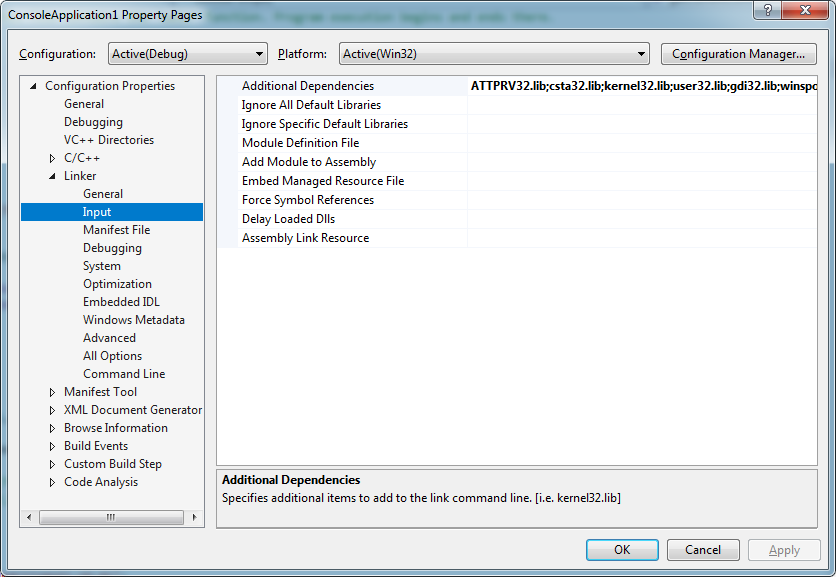 ConsoleApplication1 Property Pages
Configuration: Active(Debug) Platform: Active(Win32) Configuration Manager...
Configuration Properties
General
Debugging
VC++ Directories
C/C++
Linker
General
Input
Manifest File
Debugging
System
Optimization
Embedded IDL
Windows Metadata
Advanced
All Options
Command Line
Manifest Tool
XML Document Generator
Browse Information
Build Events
Custom Build Step
Code Analysis
Additional Dependencies ATTPRV32.lib;csta32.lib;kernel32.lib;user32.lib;gdi32.lib;winspo
Ignore All Default Libraries
Ignore Specific Default Libraries
Module Definition File
Add Module to Assembly
Embed Managed Resource File
Force Symbol References
Delay Loaded Dlls
Assembly Link Resource
Additional Dependencies
Specifies additional items to add to the link command line. [i.e. kernel32.lib]
OK Cancel Apply